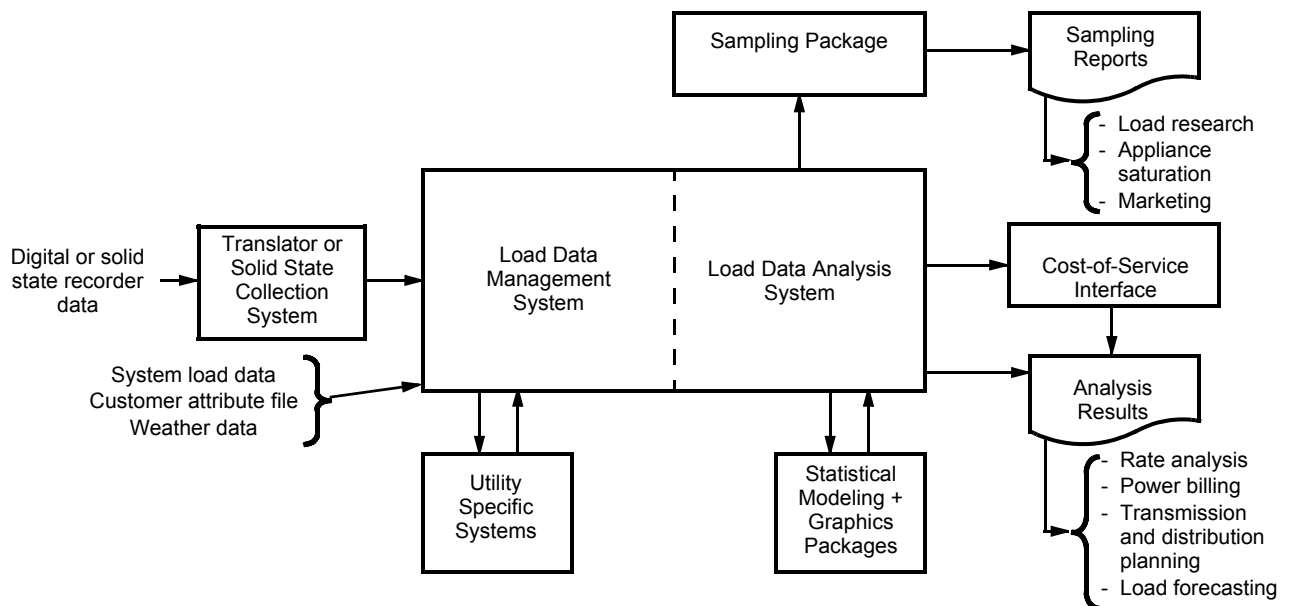 Sampling Package
Sampling
Reports
- Load research
- Appliance
saturation
- Marketing
Digital or solid
state recorder
data
Translator or
Solid State
Collection
System
Load Data
Management
System
Load Data Analysis
System
Cost-of-Service
Interface
System load data
Customer attribute file
Weather data
Analysis
Results
Utility
Specific
Systems
Statistical
Modeling +
Graphics
Packages
- Rate analysis
- Power billing
- Transmission
and distribution
planning
- Load forecasting